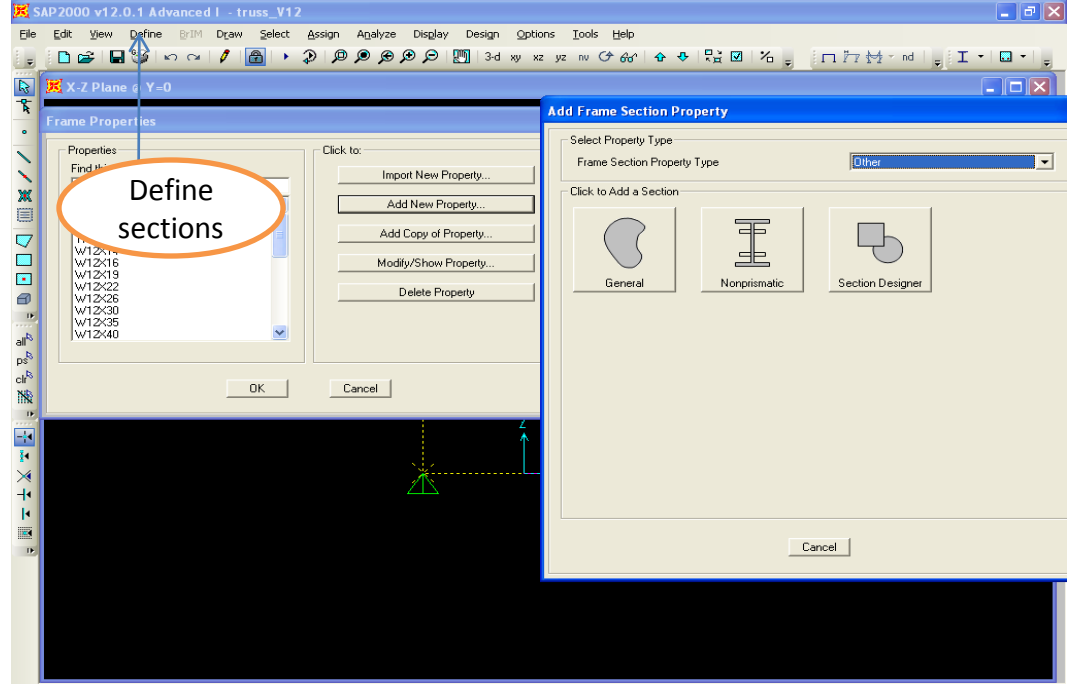 SAP2000 v12.0.1 Advanced I - truss_V12
File Edit View Define BrIM Draw Select Assign Analyze Display Design Options Tools Help
3-d xy xz yz nv nd
X-Z Plane @ Y=0
Frame Properties
Properties
Find this
Define
sections
W12X14
W12X16
W12X19
W12X22
W12X26
W12X30
W12X35
W12X40
Click to:
Import New Property...
Add New Property...
Add Copy of Property...
Modify/Show Property...
Delete Property
OK
Cancel
Add Frame Section Property
Select Property Type
Frame Section Property Type
Other
Click to Add a Section
General
Nonprismatic
Section Designer
Cancel
all
ps
clr
Z